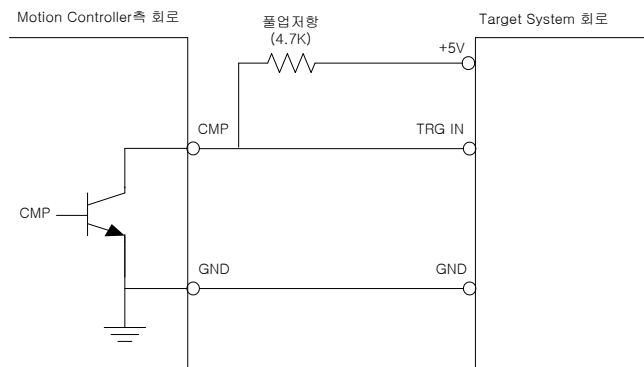 Motion Controller측 회로
풀업저항
(4.7K)
Target System 회로
+5V
CMP
TRG IN
CMP
GND
GND